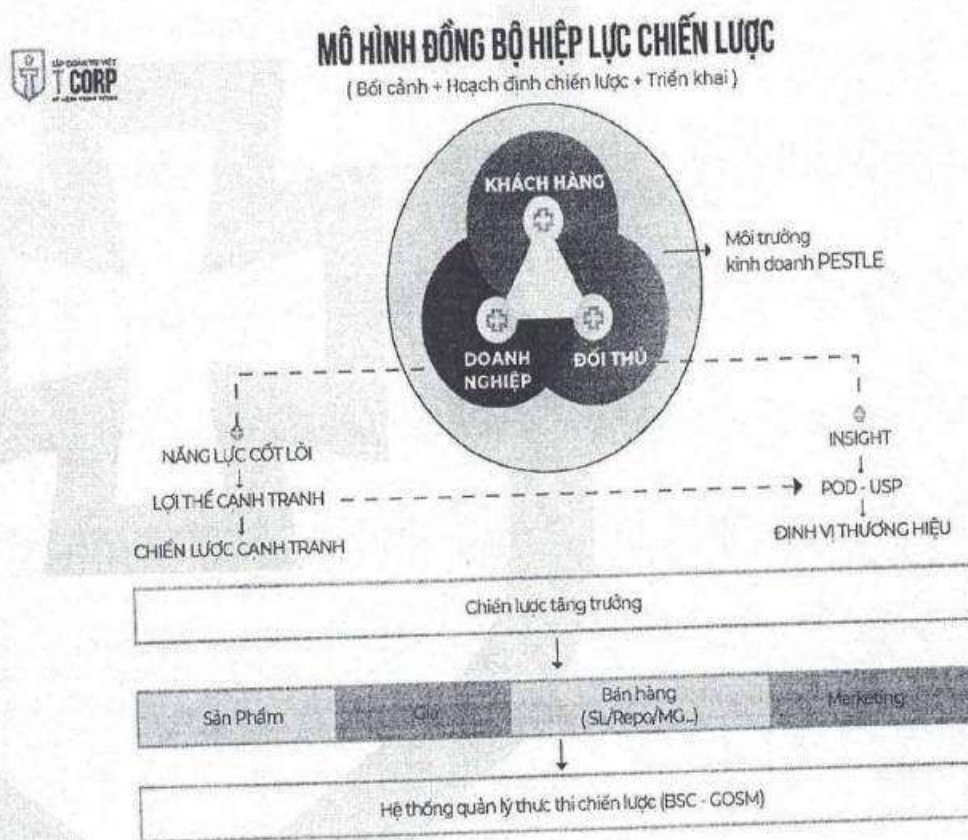 MÔ HÌNH ĐỒNG BỘ HIỆP LỰC CHIẾN LƯỢC
T CORP
( Bối cảnh + Hoạch định chiến lược + Triển khai )
KHÁCH HÀNG
Môi trường
kinh doanh PESTLE
DOANH
NGHIỆP
ĐỐI THỦ
NĂNG LỰC CỐT LÕI
INSIGHT
LỢI THẾ CẠNH TRANH
POD - USP
CHIẾN LƯỢC CẠNH TRANH
ĐỊNH VỊ THƯƠNG HIỆU
Chiến lược tăng trưởng
Sản Phẩm
Giá
Bán hàng
(SL/Repo/MG...)
Marketing
Hệ thống quản lý thực thi chiến lược (BSC - GOSM)